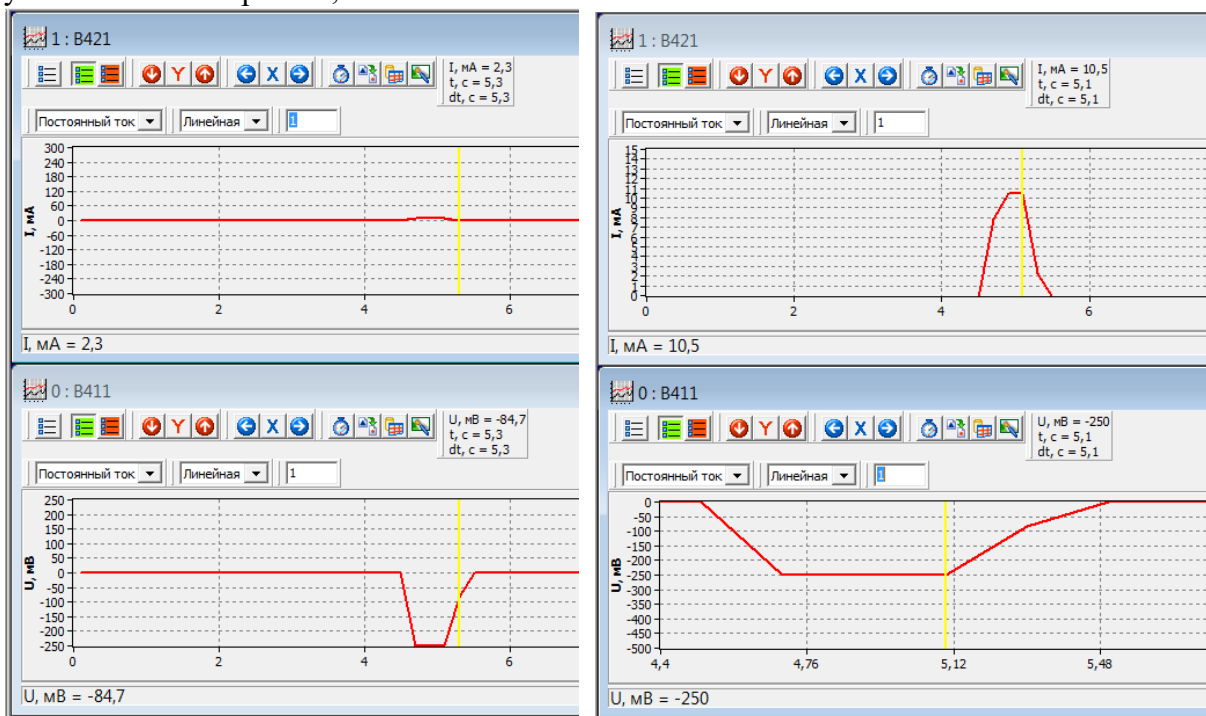 1 : B421
I, мА = 2,3
t, с = 5,3
dt, с = 5,3
Y
X
Постоянный ток
Линейная
1
300
240
180
120
60
0
-60
-120
-180
-240
-300
I, мА
0
2
4
6
I, мА = 2,3
0 : B411
U, мВ = -84,7
t, с = 5,3
dt, с = 5,3
Y
X
Постоянный ток
Линейная
1
250
200
150
100
50
0
-50
-100
-150
-200
-250
U, мВ
0
2
4
6
U, мВ = -84,7
1 : B421
I, мА = 10,5
t, с = 5,1
dt, с = 5,1
Y
X
Постоянный ток
Линейная
1
15
14
13
12
11
10
9
8
7
6
5
4
3
2
1
0
I, мА
0
2
4
6
I, мА = 10,5
0 : B411
U, мВ = -250
t, с = 5,1
dt, с = 5,1
Y
X
Постоянный ток
Линейная
1
0
-50
-100
-150
-200
-250
-300
-350
-400
-450
-500
U, мВ
4,4
4,76
5,12
5,48
U, мВ = -250